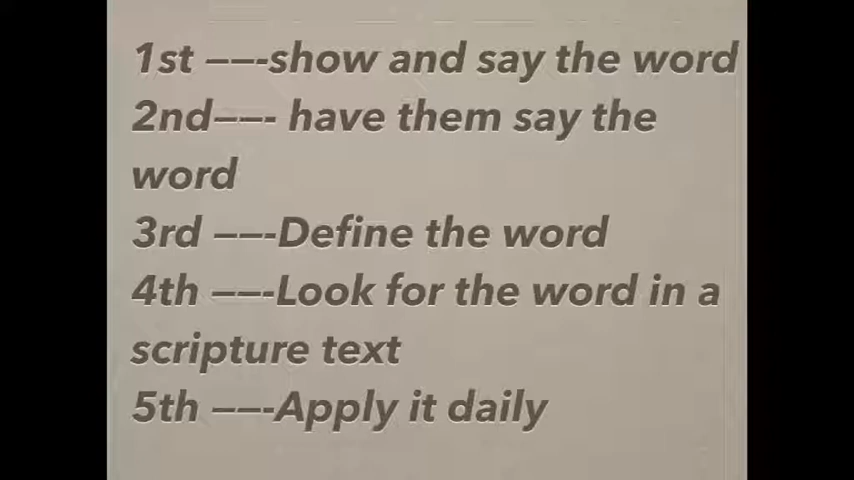 1st ——-show and say the word
2nd——- have them say the
word
3rd ——-Define the word
4th ——-Look for the word in a
scripture text
5th ——-Apply it daily